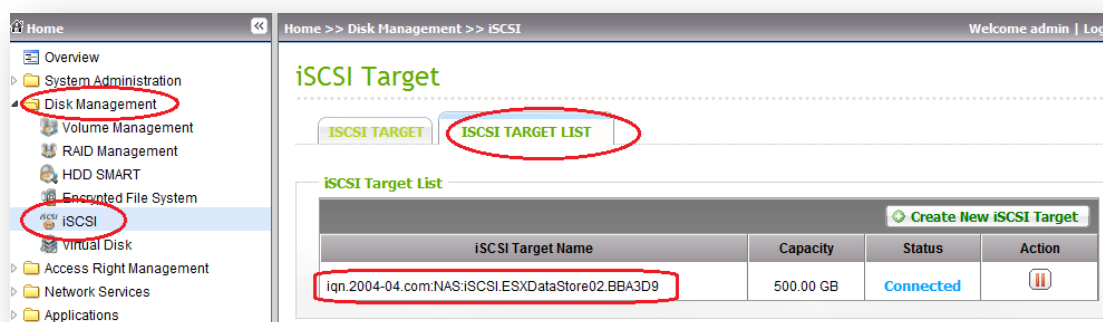 Home
Home >> Disk Management >> iSCSI
Welcome admin | Log
Overview
System Administration
Disk Management
Volume Management
RAID Management
HDD SMART
Encrypted File System
iSCSI
Virtual Disk
Access Right Management
Network Services
Applications
iSCSI Target
ISCSI TARGET
ISCSI TARGET LIST
iSCSI Target List
Create New iSCSI Target
iSCSI Target Name Capacity Status Action
iqn.2004-04.com:NAS:iSCSI.ESXDataStore02.BBA3D9 500.00 GB Connected